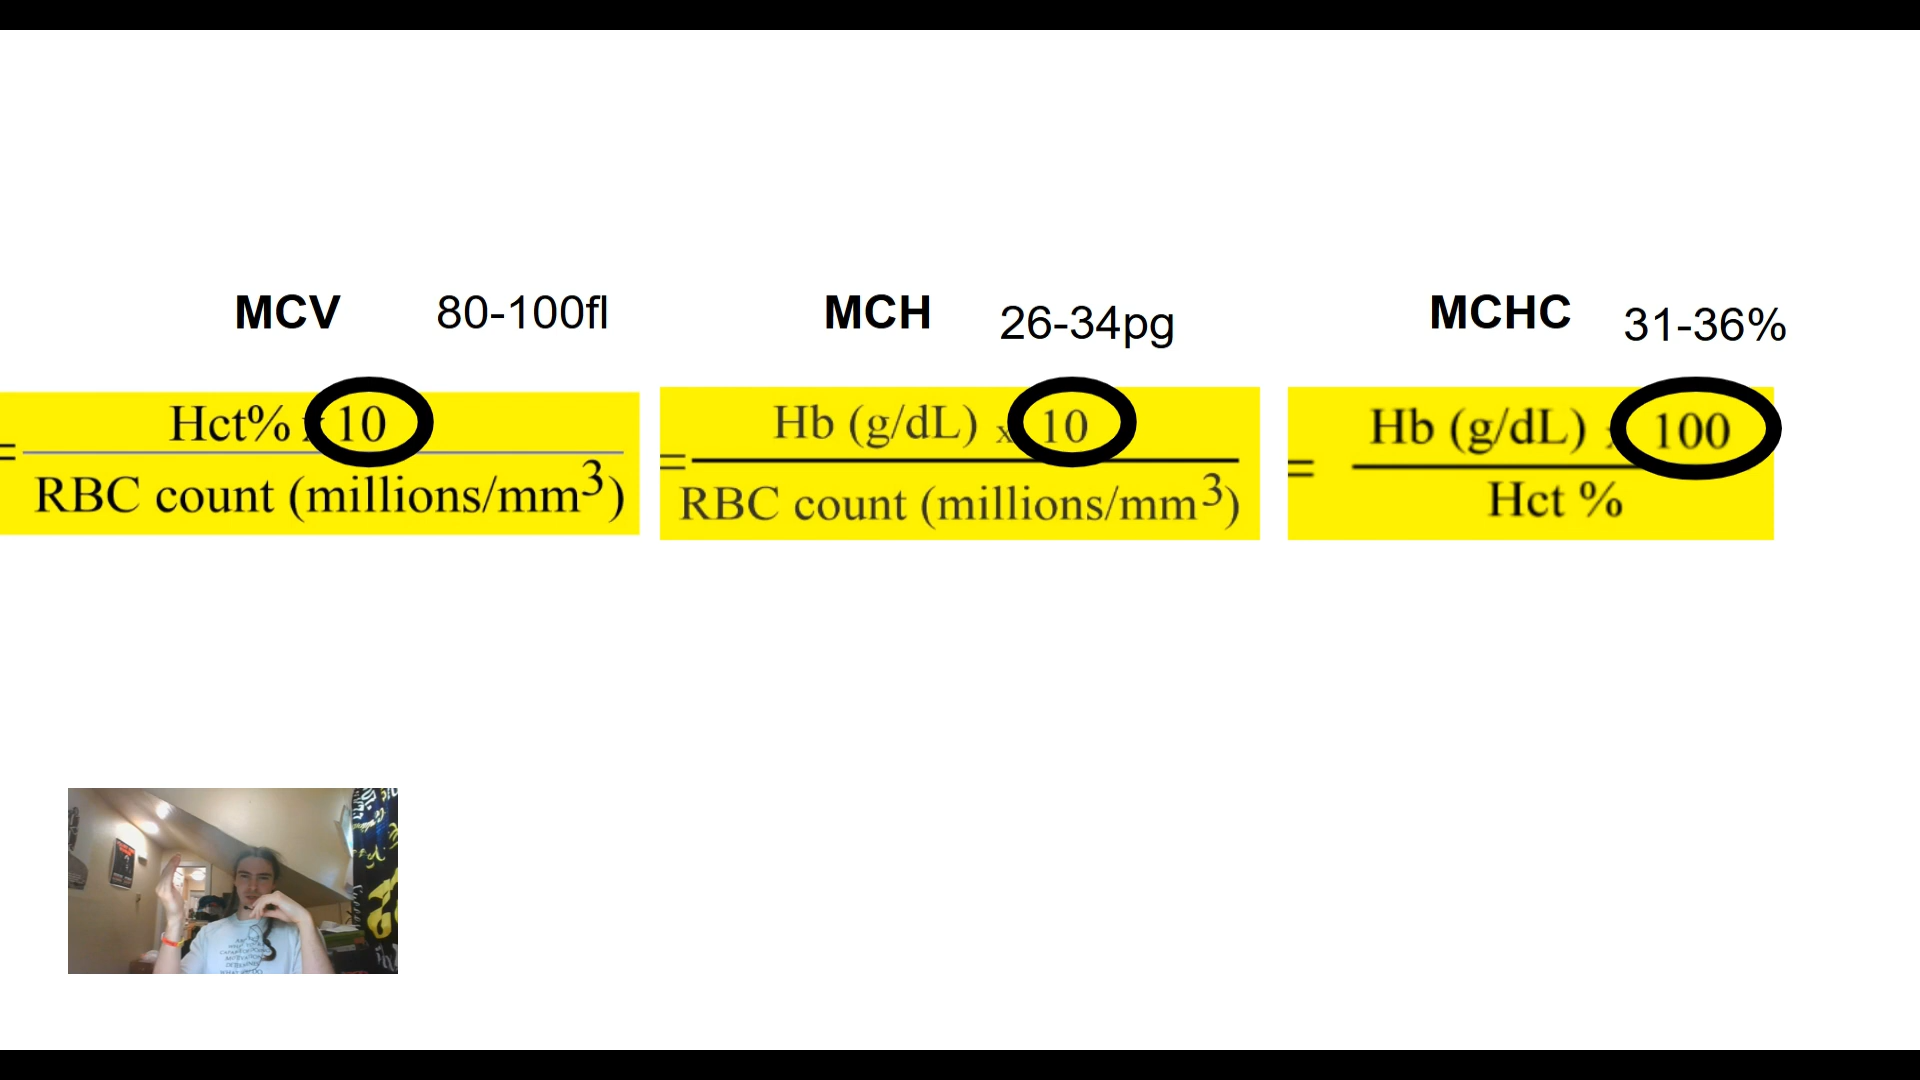 MCV 80-100fl
= Hct% x 10
RBC count (millions/mm³)
MCH 26-34pg
= Hb (g/dL) x 10
RBC count (millions/mm³)
MCHC 31-36%
= Hb (g/dL) x 100
Hct %